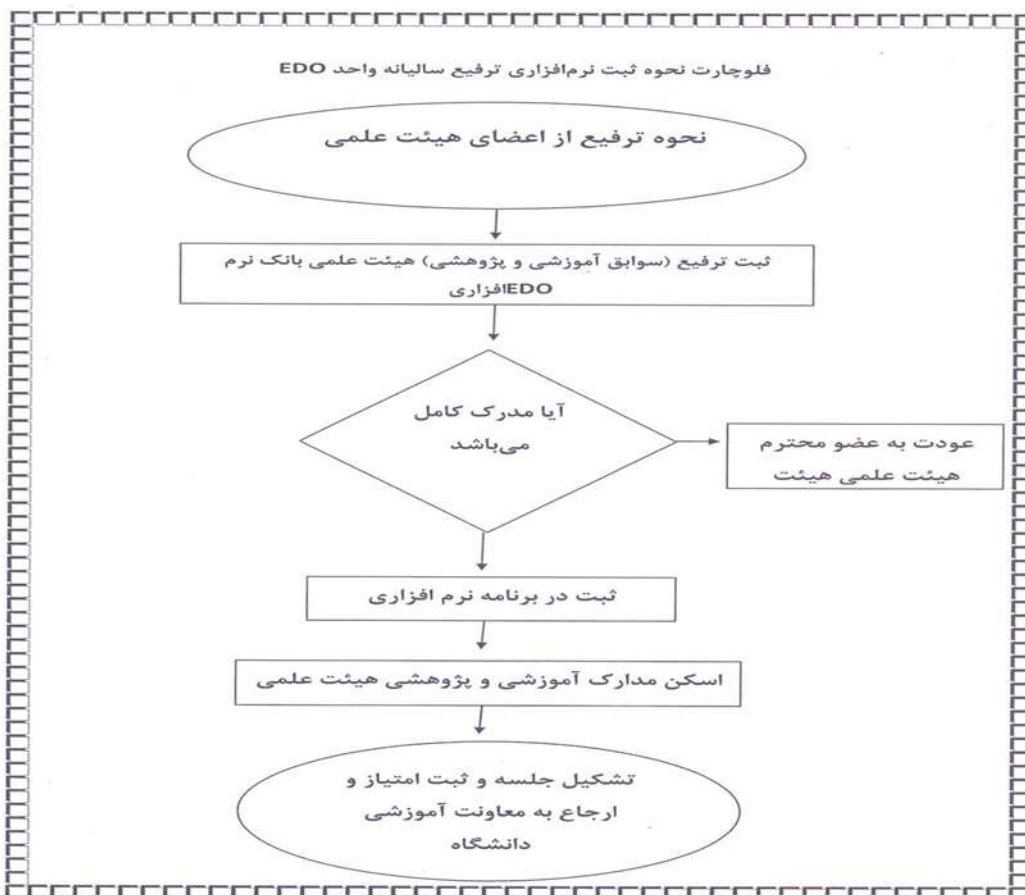 فلوچارت نحوه ثبت نرم‌افزاری ترفیع سالیانه واحد EDO
نحوه ترفیع از اعضای هیئت علمی
ثبت ترفیع (سوابق آموزشی و پژوهشی) هیئت علمی بانک نرم
افزاریEDO
آیا مدرک کامل
می‌باشد
عودت به عضو محترم
هیئت علمی هیئت
ثبت در برنامه نرم افزاری
اسکن مدارک آموزشی و پژوهشی هیئت علمی
تشکیل جلسه و ثبت امتیاز و
ارجاع به معاونت آموزشی
دانشگاه